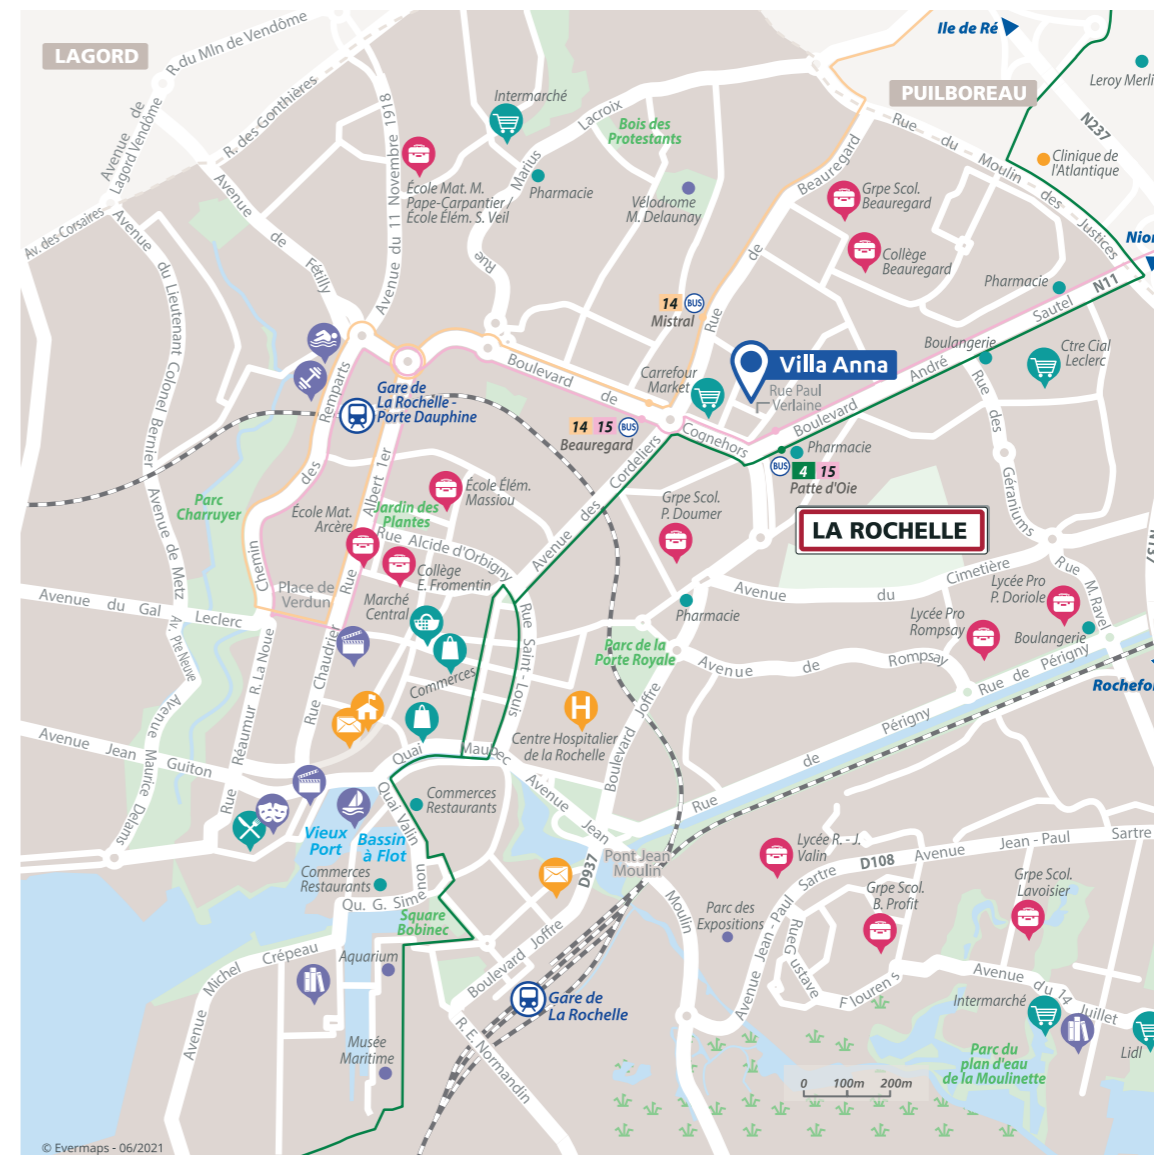 LAGORD
R. du Mln de Vendôme
Avenue de
Lagord Vendôme
R. des Gonthières
Av. des Corsaires
Avenue du Lieutenant Colonel Bernier
Avenue de Fétilly
Avenue du 11 Novembre 1918
Intermarché
École Mat. M.
Pape-Carpantier /
École Élém. S. Veil
Rue Marius Lacroix
Pharmacie
Bois des
Protestants
Vélodrome
M. Delaunay
Ile de Ré
PUILBOREAU
Leroy Merli
N237
Clinique de
l'Atlantique
Rue du Moulin des Justices
Grpe Scol.
Beauregard
Collège
Beauregard
Nior
Pharmacie
N11
14 BUS
Mistral
Rue de Beauregard
Boulangerie
Boulevard André Sautel
Ctre Cial
Leclerc
Villa Anna
Carrefour
Market
Rue Paul
Verlaine
Boulevard de Cognehors
14 15 BUS
Beauregard
Pharmacie
BUS 4 15
Patte d'Oie
Gare de
La Rochelle -
Porte Dauphine
Chemin des Remparts
Rue Albert 1er
Parc
Charruyer
École Élém.
Massiou
École Mat.
Arcère
Jardin des
Plantes
Rue Alcide d'Orbigny
Avenue des Cordeliers
Grpe Scol.
P. Doumer
LA ROCHELLE
Rue des Géraniums
Collège
E. Fromentin
Place de
Verdun
Marché
Central
Avenue de Metz
Avenue du Gal Leclerc
Av. Pte Neuve
Avenue Maurice Delams
Rue Réaumur
R. La Noue
Rue Chaudrier
Commerces
Rue Saint-Louis
Pharmacie
Avenue du Cimetière
Rue M. Ravel
Lycée Pro
P. Doriole
Lycée Pro
Rompsay
Boulangerie
N137
Parc de la
Porte Royale
Avenue de Rompsay
Rue de Périgny
Rochefor
H
Centre Hospitalier
de la Rochelle
Boulevard Joffre
Rue de Périgny
Avenue Jean Guiton
Quai Maubec
Avenue Jean Moulin
Quai Valin
Commerces
Restaurants
Vieux
Port
Bassin
à Flot
Commerces
Restaurants
Qu. G. Simenon
Square
Bobinec
D937
Pont Jean
Moulin
Lycée R. - J.
Valin
D108
Avenue Jean-Paul Sartre
Avenue Jean-Paul Sartre
Grpe Scol.
B. Profit
Grpe Scol.
Lavoisier
Parc des
Expositions
Rue Gustave Flourens
Avenue du 14 Juillet
Intermarché
Lidl
Parc du
plan d'eau
de la Moulinette
Avenue Michel Crépeau
Aquarium
Musée
Maritime
Boulevard Joffre
Gare de
La Rochelle
R. E. Normandin
0 100m 200m
© Evermaps - 06/2021